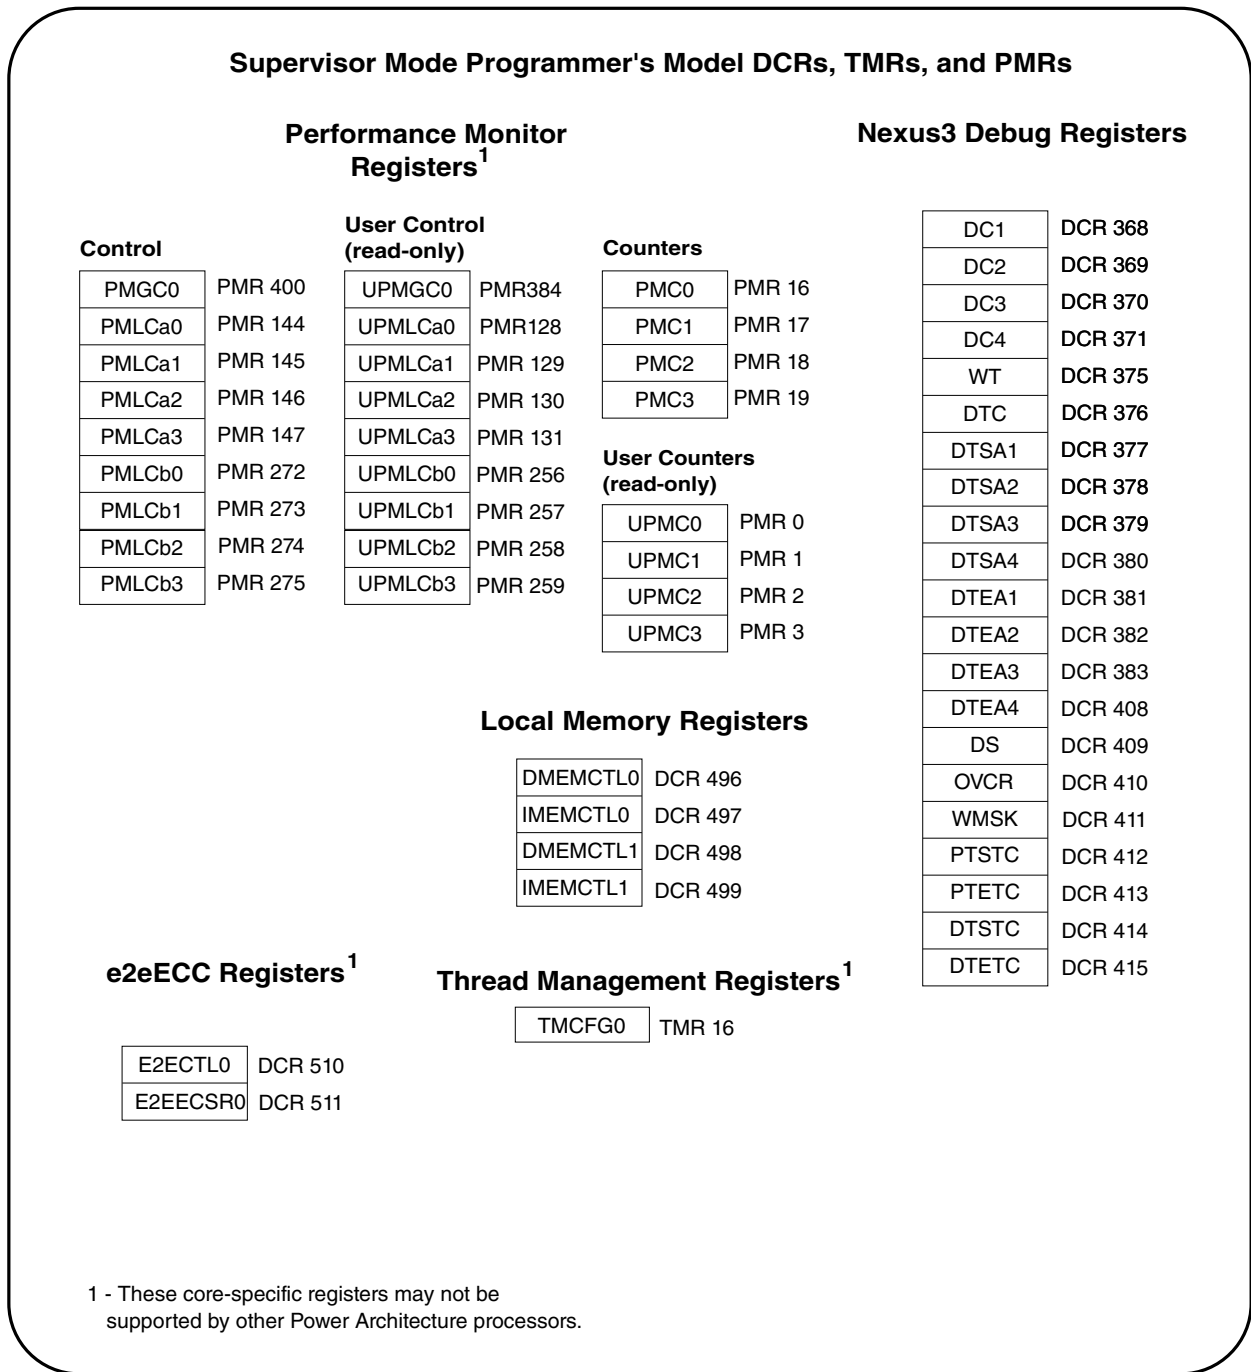 Supervisor Mode Programmer's Model DCRs, TMRs, and PMRs
Performance Monitor
Registers1
Control
PMGC0 PMR 400
PMLCa0 PMR 144
PMLCa1 PMR 145
PMLCa2 PMR 146
PMLCa3 PMR 147
PMLCb0 PMR 272
PMLCb1 PMR 273
PMLCb2 PMR 274
PMLCb3 PMR 275
User Control
(read-only)
UPMGC0 PMR384
UPMLCa0 PMR128
UPMLCa1 PMR 129
UPMLCa2 PMR 130
UPMLCa3 PMR 131
UPMLCb0 PMR 256
UPMLCb1 PMR 257
UPMLCb2 PMR 258
UPMLCb3 PMR 259
Counters
PMC0 PMR 16
PMC1 PMR 17
PMC2 PMR 18
PMC3 PMR 19
User Counters
(read-only)
UPMC0 PMR 0
UPMC1 PMR 1
UPMC2 PMR 2
UPMC3 PMR 3
Nexus3 Debug Registers
DC1 DCR 368
DC2 DCR 369
DC3 DCR 370
DC4 DCR 371
WT DCR 375
DTC DCR 376
DTSA1 DCR 377
DTSA2 DCR 378
DTSA3 DCR 379
DTSA4 DCR 380
DTEA1 DCR 381
DTEA2 DCR 382
DTEA3 DCR 383
DTEA4 DCR 408
DS DCR 409
OVCR DCR 410
WMSK DCR 411
PTSTC DCR 412
PTETC DCR 413
DTSTC DCR 414
DTETC DCR 415
Local Memory Registers
DMEMCTL0 DCR 496
IMEMCTL0 DCR 497
DMEMCTL1 DCR 498
IMEMCTL1 DCR 499
e2eECC Registers1
E2ECTL0 DCR 510
E2EECSR0 DCR 511
Thread Management Registers1
TMCFG0 TMR 16
1 - These core-specific registers may not be
supported by other Power Architecture processors.